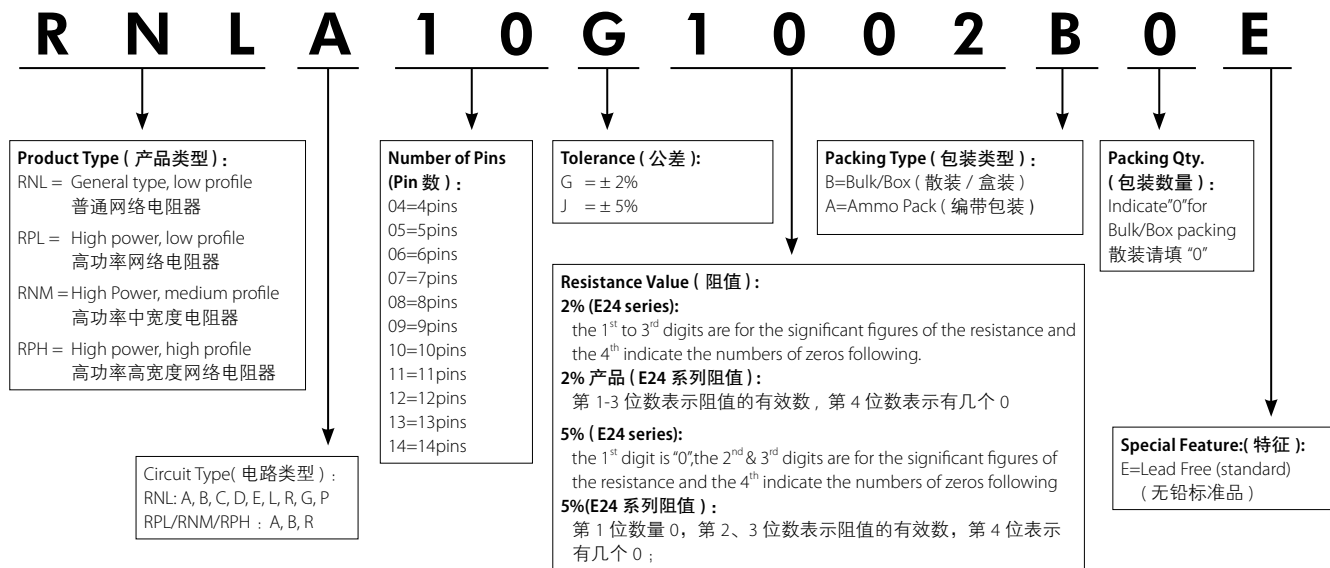 R N L A 1 0 G 1 0 0 2 B 0 E
Product Type ( 产品类型 ) :
RNL = General type, low profile
普通网络电阻器
RPL = High power, low profile
高功率网络电阻器
RNM = High Power, medium profile
高功率中宽度电阻器
RPH = High power, high profile
高功率高宽度网络电阻器
Circuit Type( 电路类型 ) :
RNL: A, B, C, D, E, L, R, G, P
RPL/RNM/RPH : A, B, R
Number of Pins
(Pin 数 ) :
04=4pins
05=5pins
06=6pins
07=7pins
08=8pins
09=9pins
10=10pins
11=11pins
12=12pins
13=13pins
14=14pins
Tolerance ( 公差 ):
G = ± 2%
J = ± 5%
Resistance Value ( 阻值 ) :
2% (E24 series):
the 1st to 3rd digits are for the significant figures of the resistance and
the 4th indicate the numbers of zeros following.
2% 产品 ( E24 系列阻值 ) :
第 1-3 位数表示阻值的有效数 , 第 4 位数表示有几个 0
5% ( E24 series):
the 1st digit is "0",the 2nd & 3rd digits are for the significant figures of
the resistance and the 4th indicate the numbers of zeros following
5%(E24 系列阻值 ) :
第 1 位数量 0，第 2、3 位数表示阻值的有效数，第 4 位表示
有几个 0 ;
Packing Type ( 包装类型 ) :
B=Bulk/Box ( 散装 / 盒装 )
A=Ammo Pack ( 编带包装 )
Packing Qty.
( 包装数量 ) :
Indicate"0"for
Bulk/Box packing
散装请填 "0"
Special Feature:( 特征 ):
E=Lead Free (standard)
( 无铅标准品 )